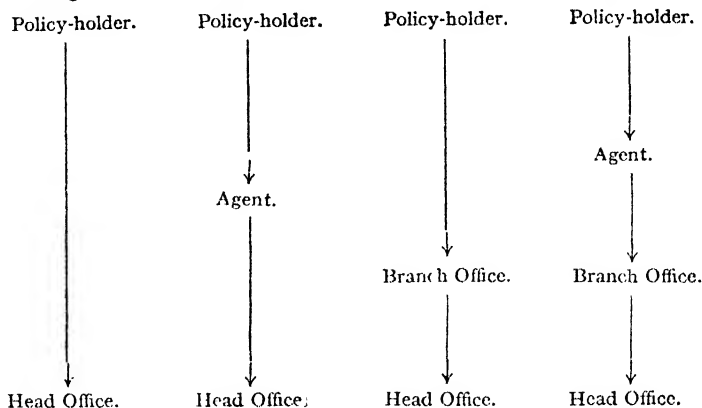 Policy-holder. Policy-holder. Policy-holder. Policy-holder.
Agent.
Agent.
Branch Office. Branch Office.
Head Office. Head Office. Head Office. Head Office.